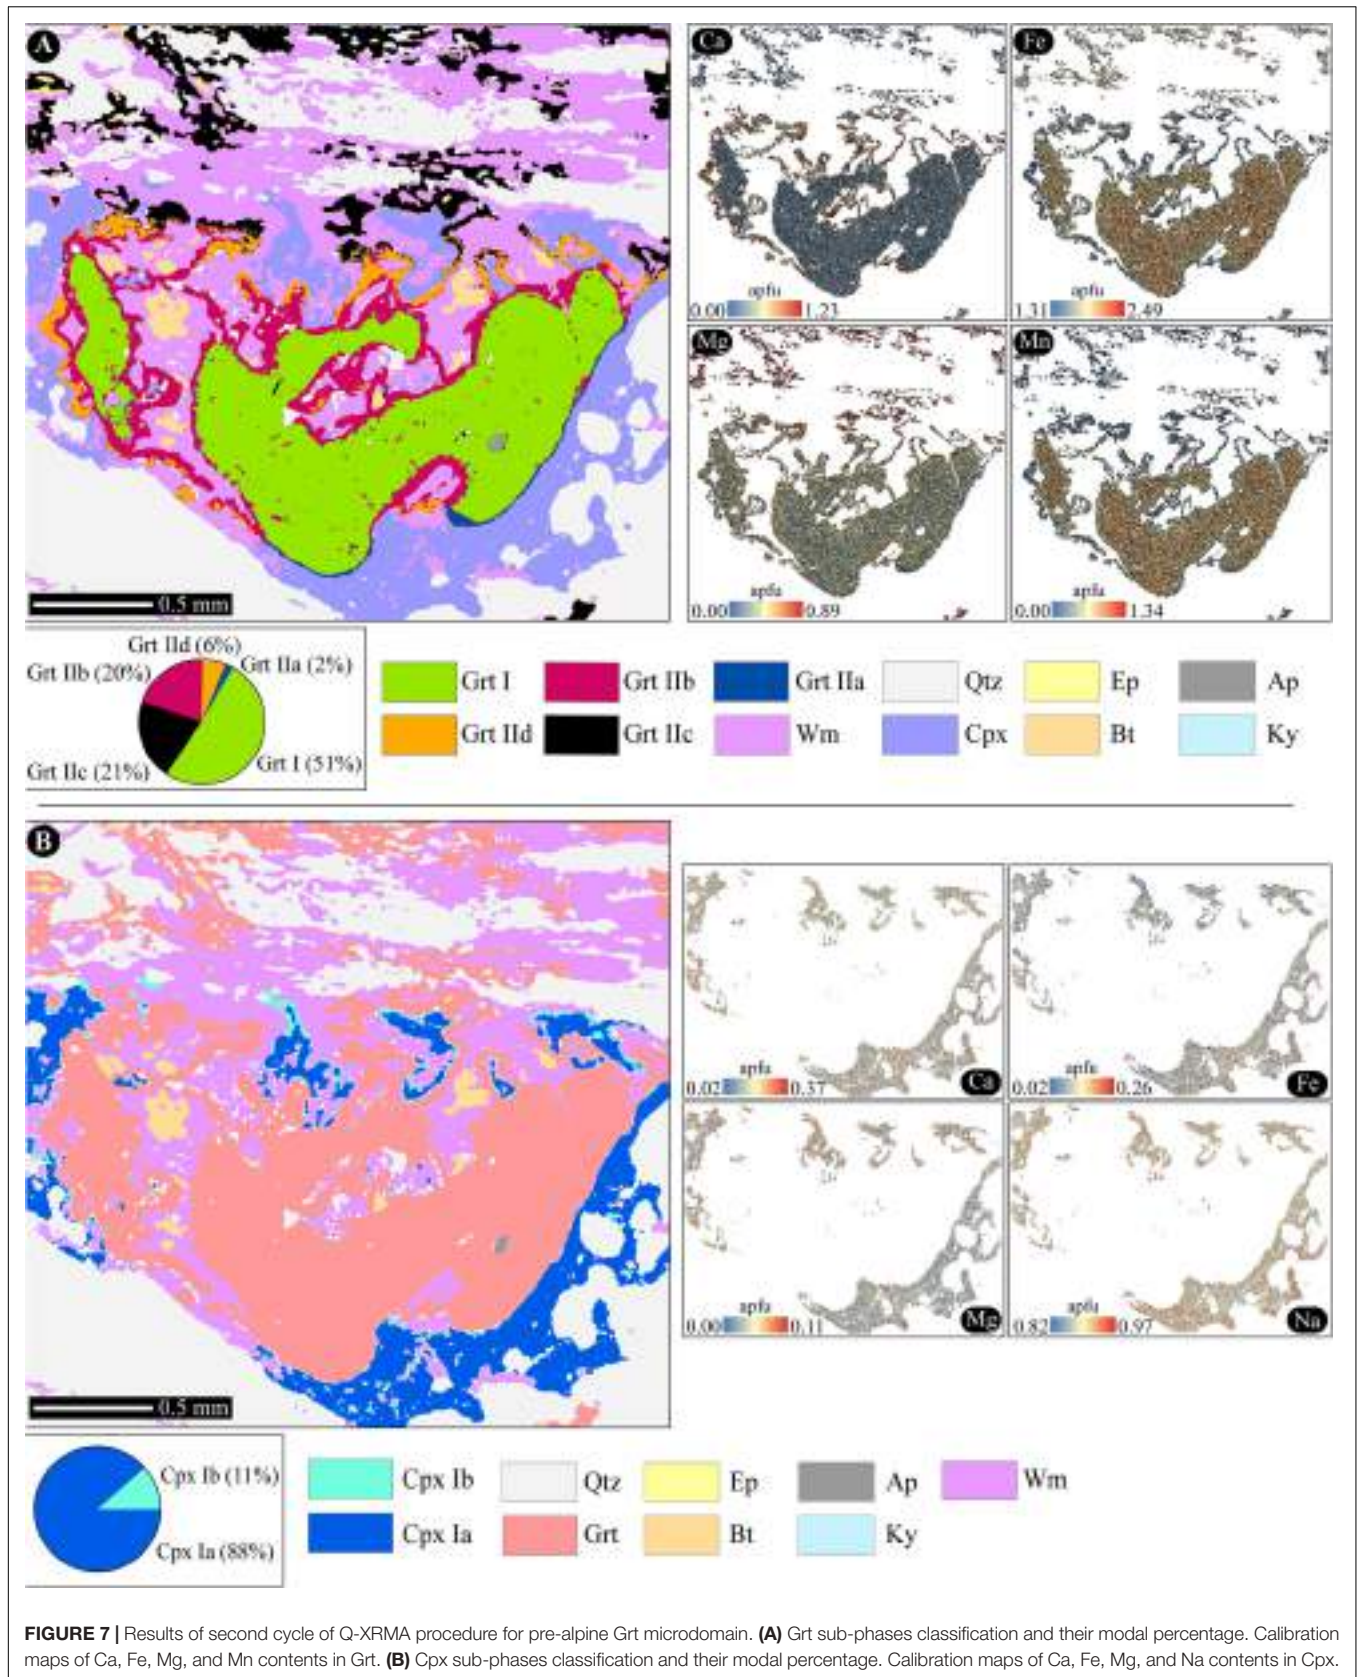 A
Ca
Fe
apfu
0.00 1.23
apfu
1.31 2.49
Mg
Mn
apfu
0.00 0.89
apfu
0.00 1.34
0.5 mm
Grt IId (6%)
Grt IIb (20%)
Grt IIa (2%)
Grt IIc (21%)
Grt I (51%)
Grt I Grt IIb Grt IIa Qtz Ep Ap
Grt IId Grt IIc Wm Cpx Bt Ky
B
apfu
0.02 0.37 Ca
apfu
0.02 0.26 Fe
apfu
0.00 0.11 Mg
apfu
0.82 0.97 Na
0.5 mm
Cpx Ib (11%)
Cpx Ia (88%)
Cpx Ib Qtz Ep Ap Wm
Cpx Ia Grt Bt Ky
FIGURE 7 | Results of second cycle of Q-XRMA procedure for pre-alpine Grt microdomain. (A) Grt sub-phases classification and their modal percentage. Calibration
maps of Ca, Fe, Mg, and Mn contents in Grt. (B) Cpx sub-phases classification and their modal percentage. Calibration maps of Ca, Fe, Mg, and Na contents in Cpx.